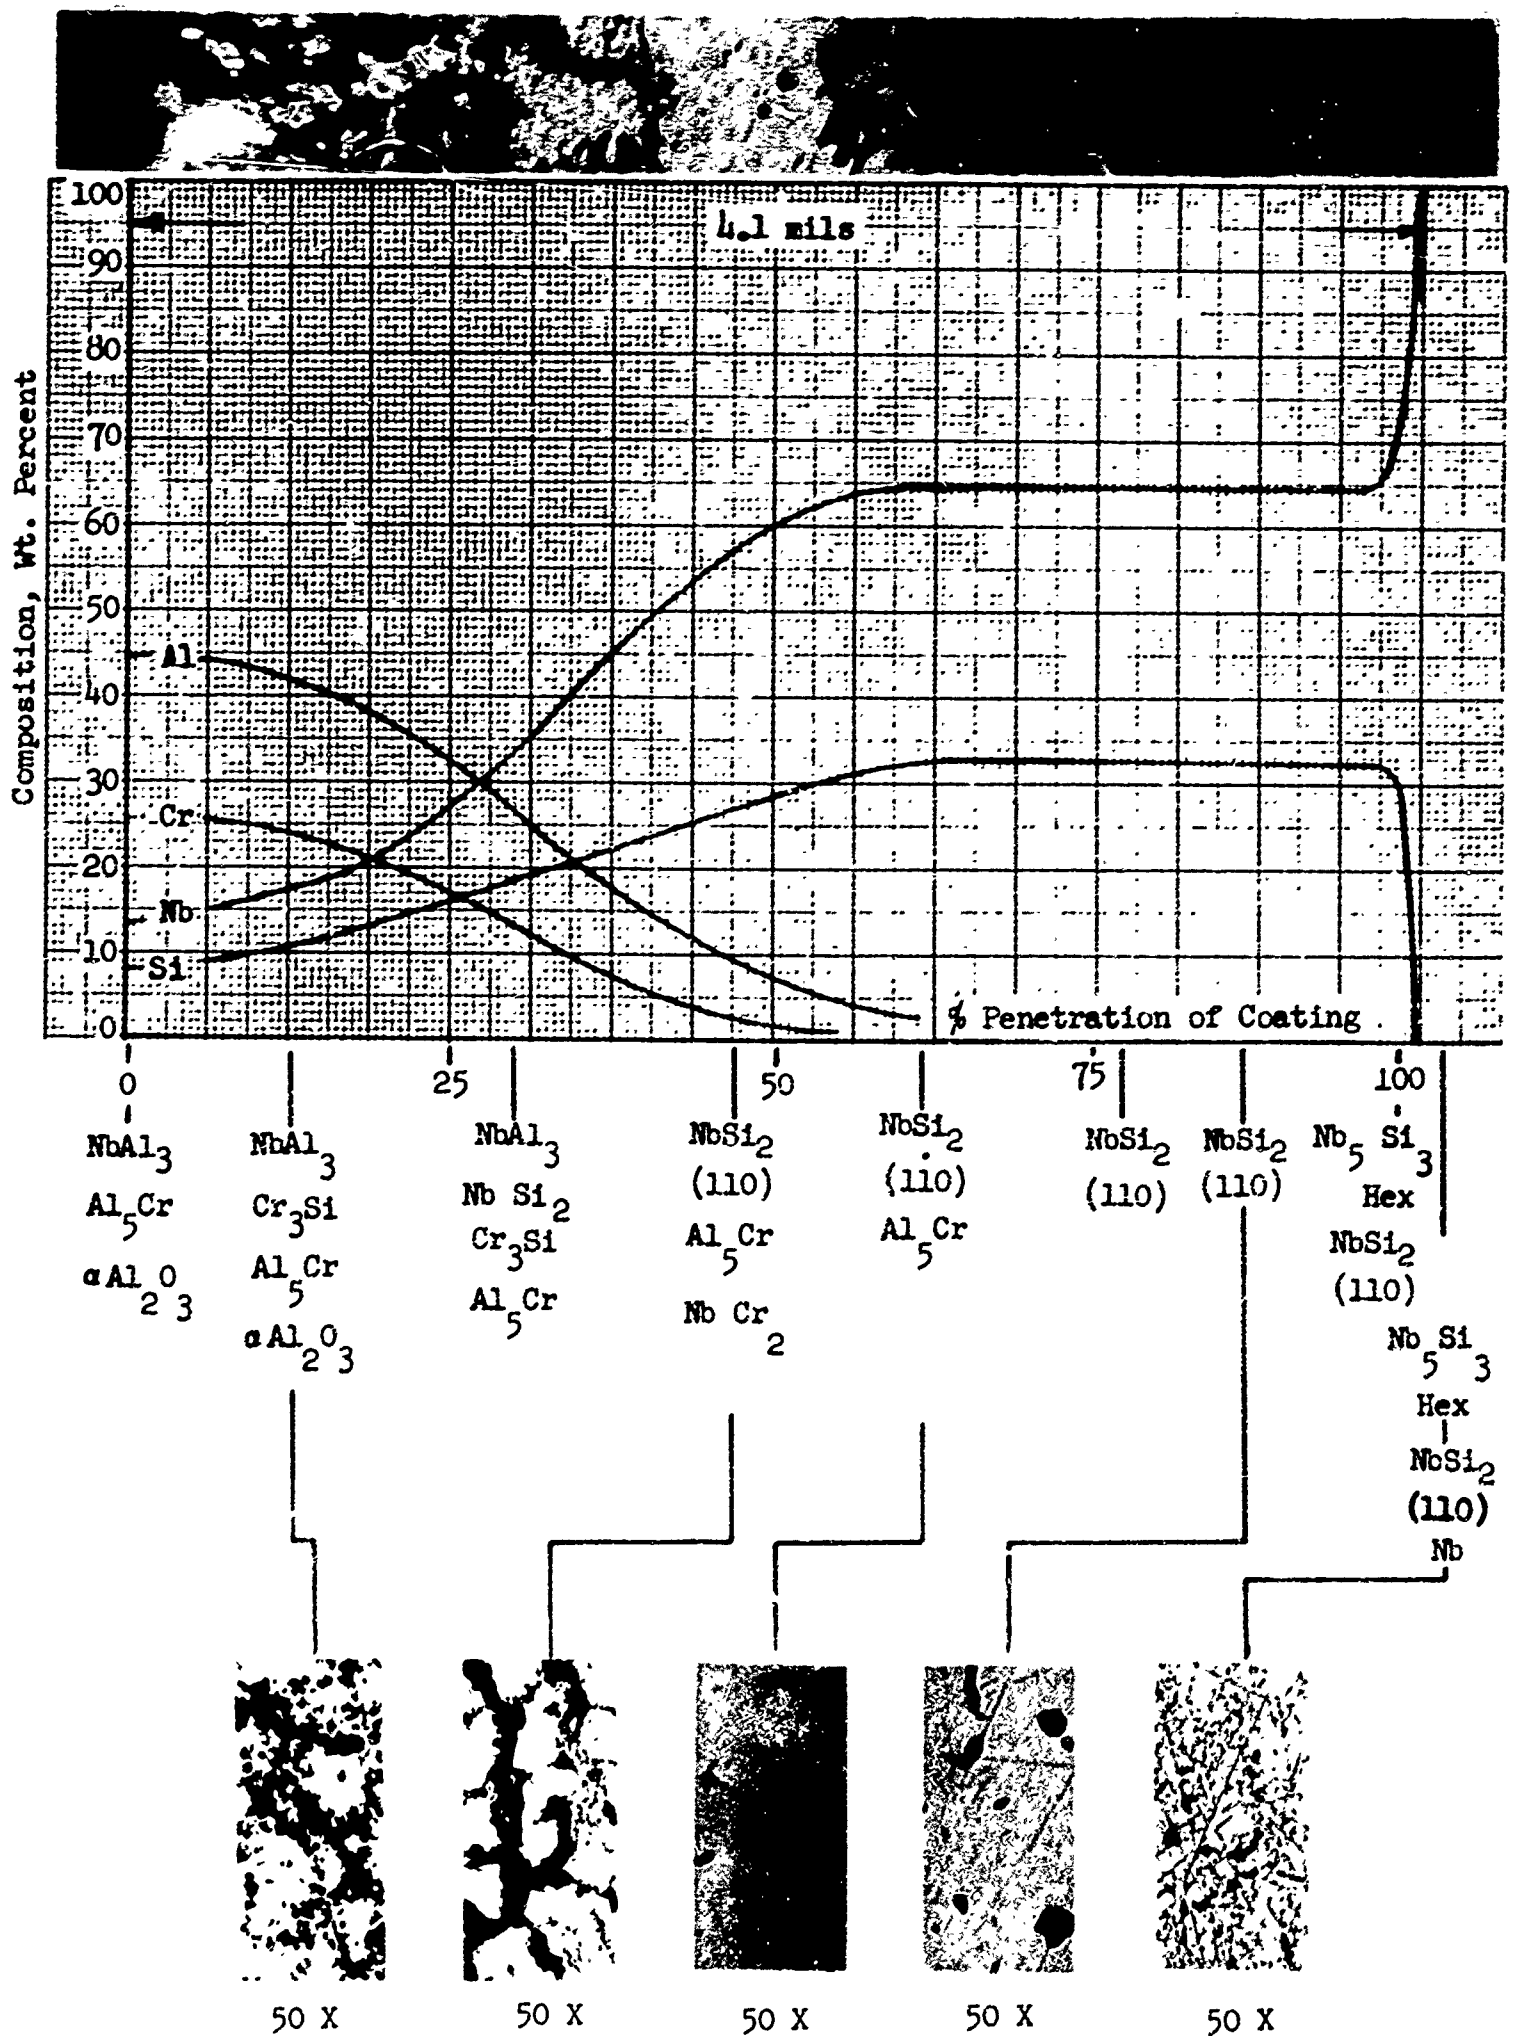 100
4.1 mils
90
80
70
60
50
40
30
20
10
0
Composition, Wt. Percent
Al
Cr
Nb
Si
% Penetration of Coating
0 25 50 75 100
NbAl3
Al5Cr
αAl2O3
NbAl3
Cr3Si
Al5Cr
αAl2O3
NbAl3
Nb Si2
Cr3Si
Al5Cr
NbSi2
(110)
Al5Cr
Nb Cr2
NbSi2
(110)
Al5Cr
NbSi2
(110)
NbSi2
(110)
Nb5 Si3
Hex
NbSi2
(110)
Nb5Si3
Hex
NbSi2
(110)
Nb
50 X 50 X 50 X 50 X 50 X